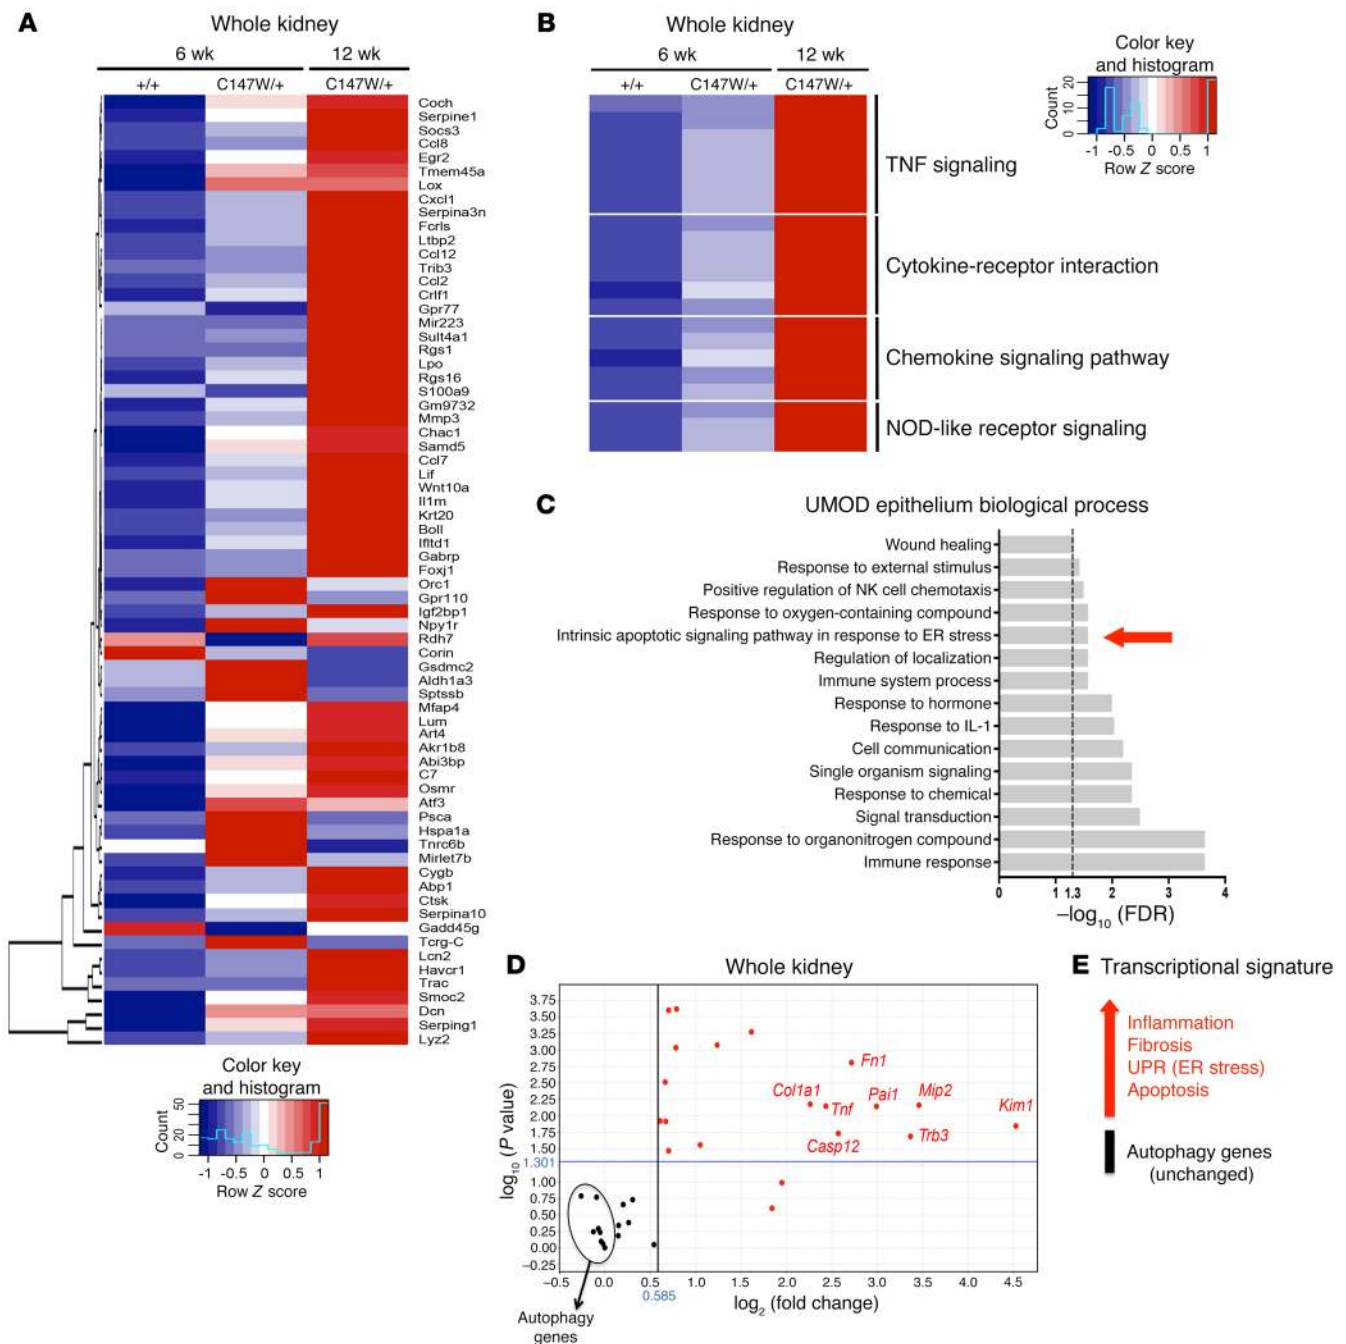 A
Whole kidney
6 wk
12 wk
+/+
C147W/+
C147W/+
Coch
Serpine1
Socs3
Ccl8
Egr2
Tmem45a
Lox
Cxcl1
Serpina3n
Fcrls
Ltbp2
Ccl12
Trib3
Ccl2
Crlf1
Gpr77
Mir223
Sult4a1
Rgs1
Lpo
Rgs16
S100a9
Gm9732
Mmp3
Chac1
Samd5
Ccl7
Lif
Wnt10a
Il1rn
Krt20
Boll
Ifltd1
Gabrp
Foxj1
Orc1
Gpr110
Igf2bp1
Npy1r
Rdh7
Corin
Gsdmc2
Aldh1a3
Sptssb
Mfap4
Lum
Art4
Akr1b8
Abi3bp
C7
Osmr
Atf3
Psca
Hspa1a
Tnrc6b
Mirlet7b
Cygb
Abp1
Ctsk
Serpina10
Gadd45g
Tcrg-C
Lcn2
Havcr1
Trac
Smoc2
Dcn
Serping1
Lyz2
Color key
and histogram
Count
0 20 50
-1 -0.5 0 0.5 1
Row Z score
B
Whole kidney
6 wk
12 wk
+/+
C147W/+
C147W/+
TNF signaling
Cytokine-receptor interaction
Chemokine signaling pathway
NOD-like receptor signaling
Color key
and histogram
Count
0 10 20
-1 -0.5 0 0.5 1
Row Z score
C
UMOD epithelium biological process
Wound healing
Response to external stimulus
Positive regulation of NK cell chemotaxis
Response to oxygen-containing compound
Intrinsic apoptotic signaling pathway in response to ER stress
Regulation of localization
Immune system process
Response to hormone
Response to IL-1
Cell communication
Single organism signaling
Response to chemical
Signal transduction
Response to organonitrogen compound
Immune response
0 1 1.3 2 3 4
–log10 (FDR)
D
Whole kidney
log10 (P value)
3.75
3.50
3.25
3.00
2.75
2.50
2.25
2.00
1.75
1.50
1.301
1.00
0.75
0.50
0.25
0.00
–0.25
Fn1
Col1a1
Tnf
Pai1
Mip2
Kim1
Casp12
Trb3
–0.5 0.0 0.5 1.0 1.5 2.0 2.5 3.0 3.5 4.0 4.5
0.585
log2 (fold change)
Autophagy
genes
E
Transcriptional signature
Inflammation
Fibrosis
UPR (ER stress)
Apoptosis
Autophagy genes
(unchanged)